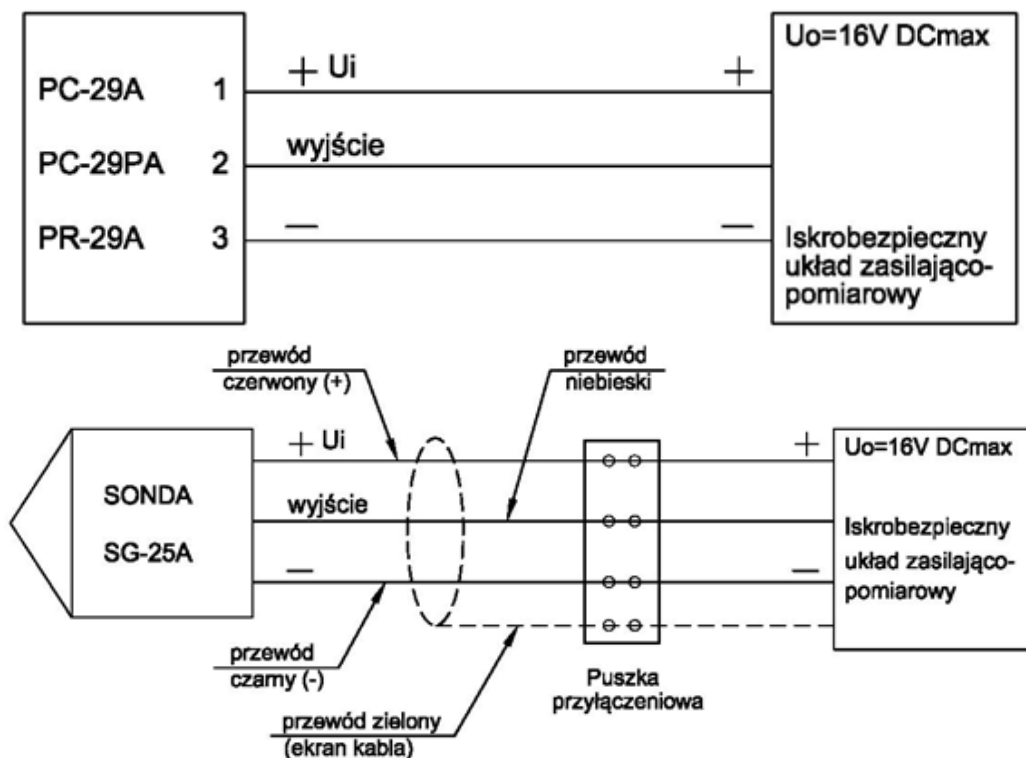 Uo=16V DCmax
+ Ui +
PC-29A 1
wyjście
PC-29PA 2
— —
PR-29A 3
Iskrobezpieczny
układ zasilająco-
pomiarowy
przewód
czerwony (+)
przewód
niebieski
+ Ui +
Uo=16V DCmax
SONDA
SG-25A
wyjście
— —
Iskrobezpieczny
układ zasilająco-
pomiarowy
przewód
czarny (-)
Puszka
przyłączeniowa
przewód zielony
(ekran kabla)